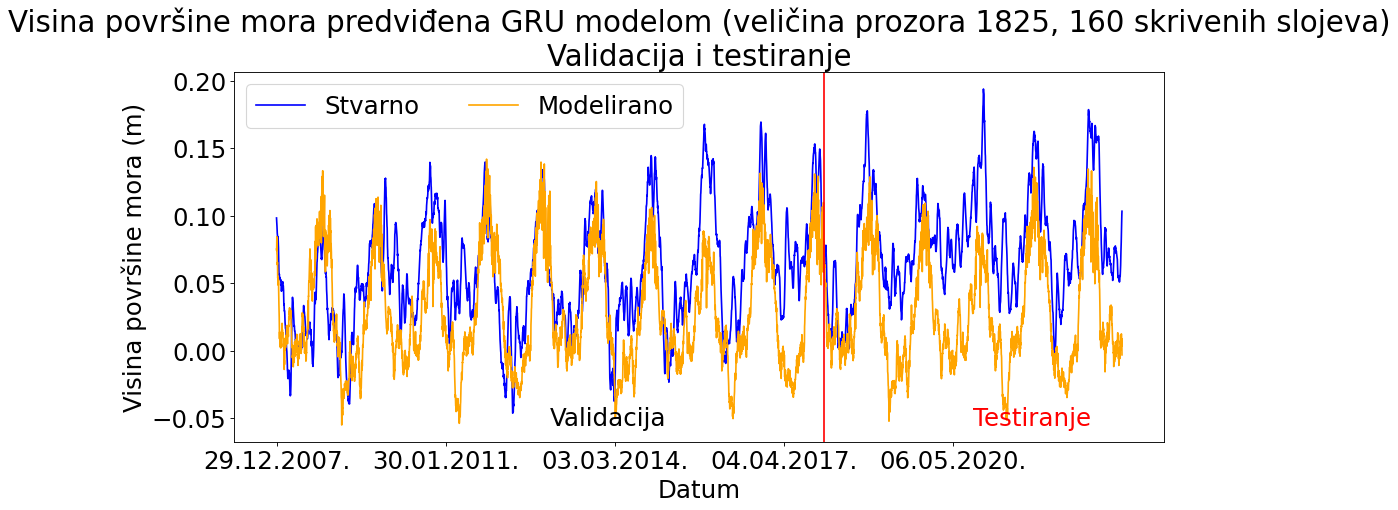 Visina površine mora predviđena GRU modelom (veličina prozora 1825, 160 skrivenih slojeva)
Validacija i testiranje
Visina površine mora (m)
0.20
0.15
0.10
0.05
0.00
−0.05
Stvarno Modelirano
Validacija Testiranje
29.12.2007. 30.01.2011. 03.03.2014. 04.04.2017. 06.05.2020.
Datum